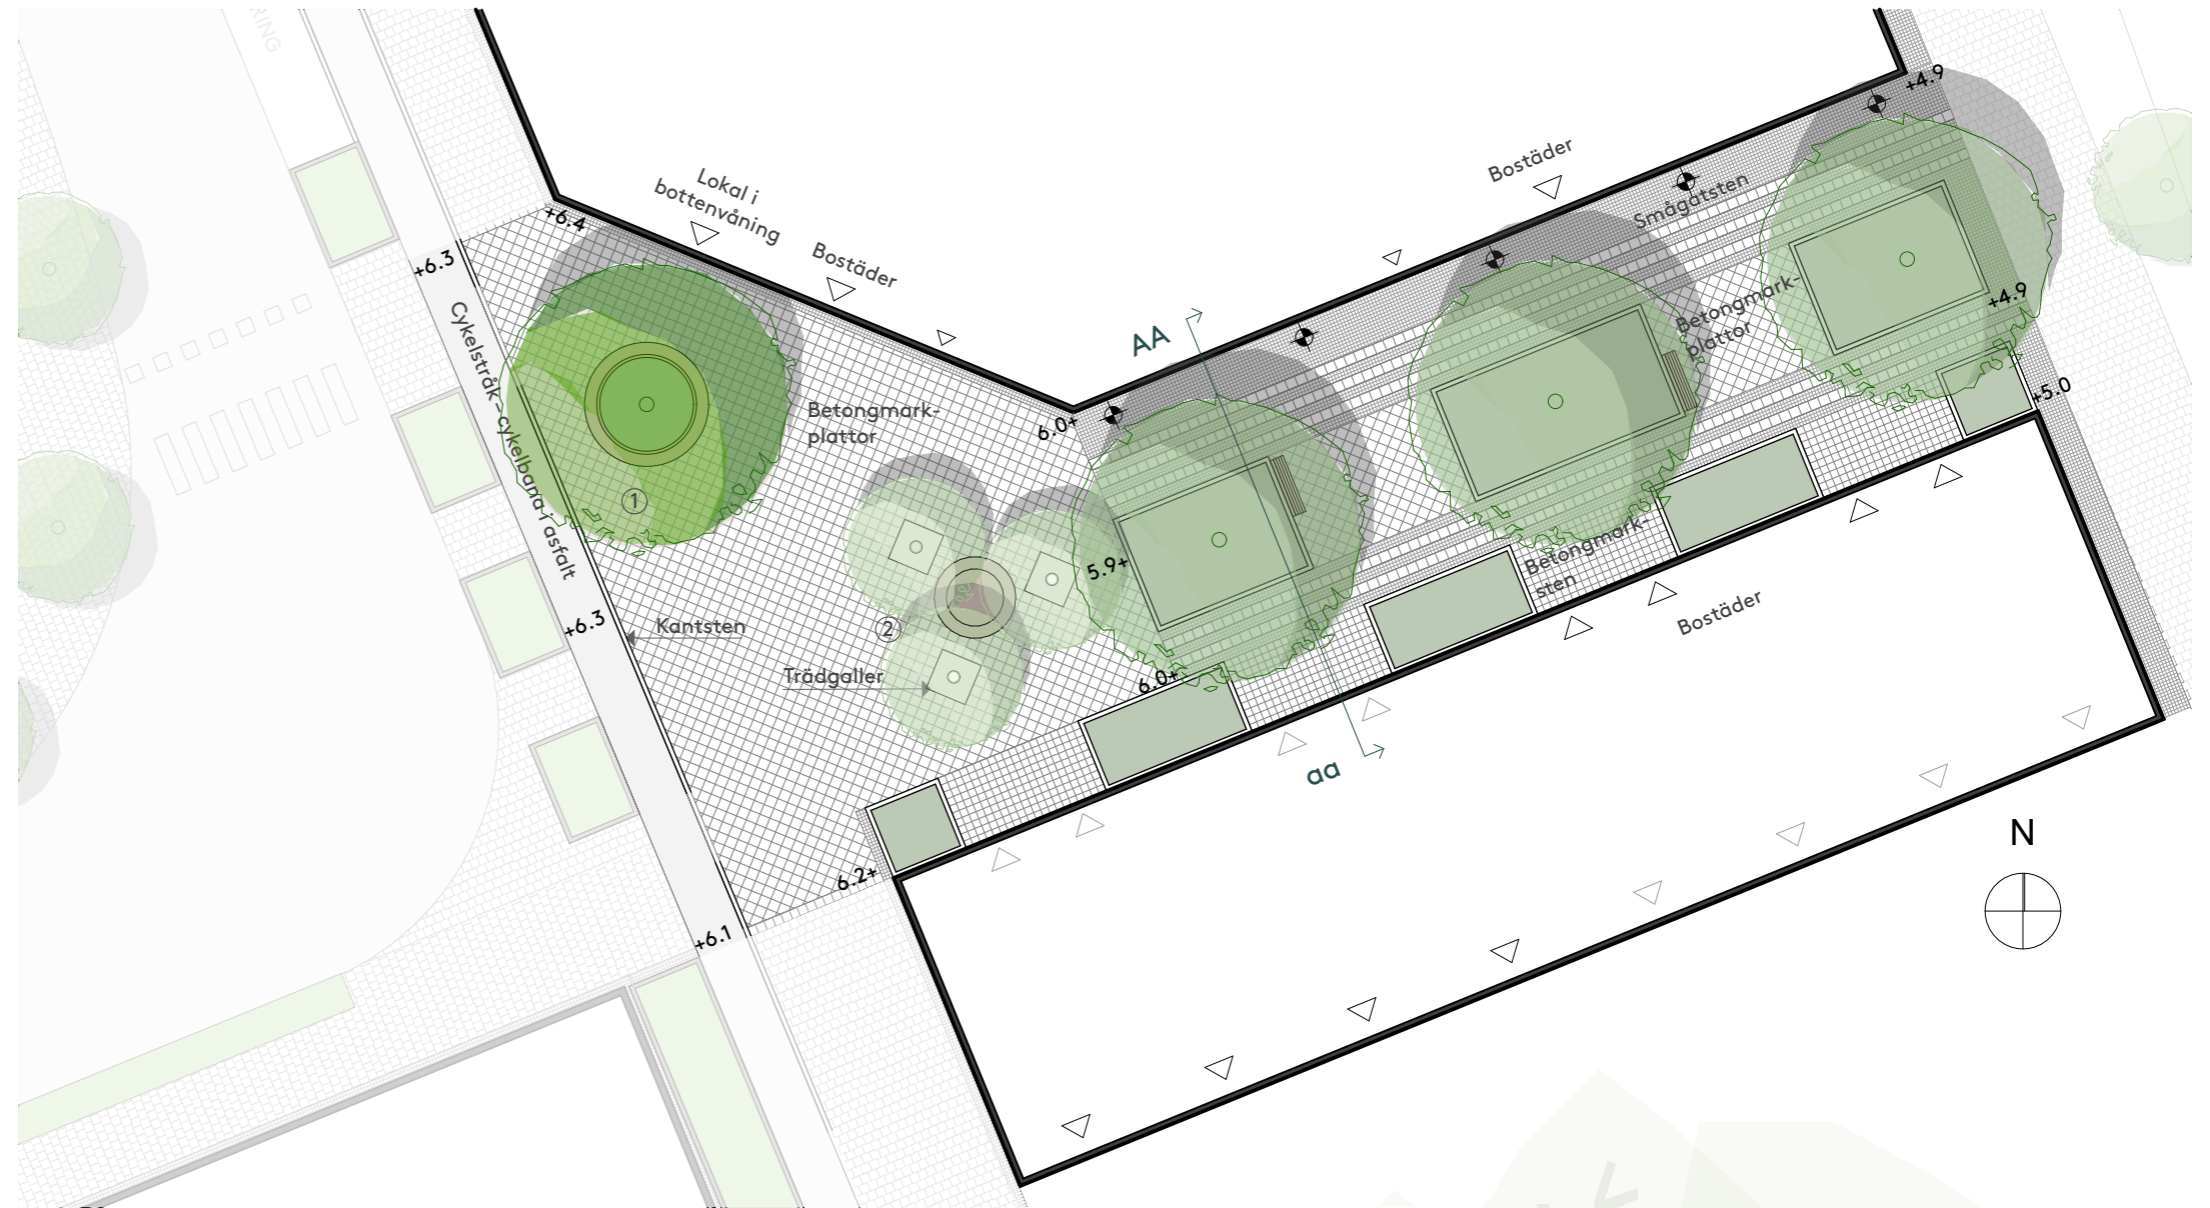 +4.9
Bostäder
Lokal i
bottenvåning
Smågatsten
+6.4
+6.3
Bostäder
Betongmark-
plattor
+4.9
Cykelstråk - cykelbana i asfalt
AA
Betongmark-
plattor
6.0+
+5.0
1
5.9+
Betongmark-
sten
+6.3
Kantsten
2
Bostäder
Trädgaller
6.0+
aa
N
6.2+
+6.1